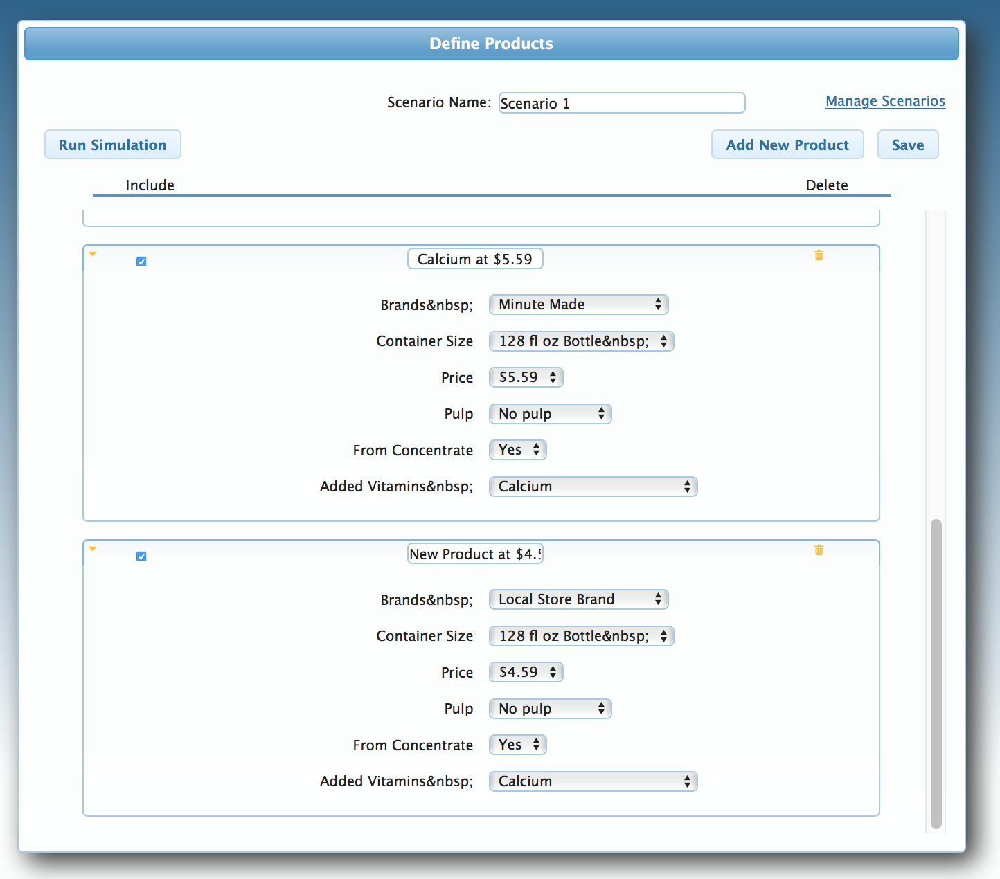 Define Products
Scenario Name: Scenario 1 Manage Scenarios
Run Simulation Add New Product Save
Include Delete
Calcium at $5.59
Brands&nbsp; Minute Made
Container Size 128 fl oz Bottle&nbsp;
Price $5.59
Pulp No pulp
From Concentrate Yes
Added Vitamins&nbsp; Calcium
New Product at $4.5
Brands&nbsp; Local Store Brand
Container Size 128 fl oz Bottle&nbsp;
Price $4.59
Pulp No pulp
From Concentrate Yes
Added Vitamins&nbsp; Calcium